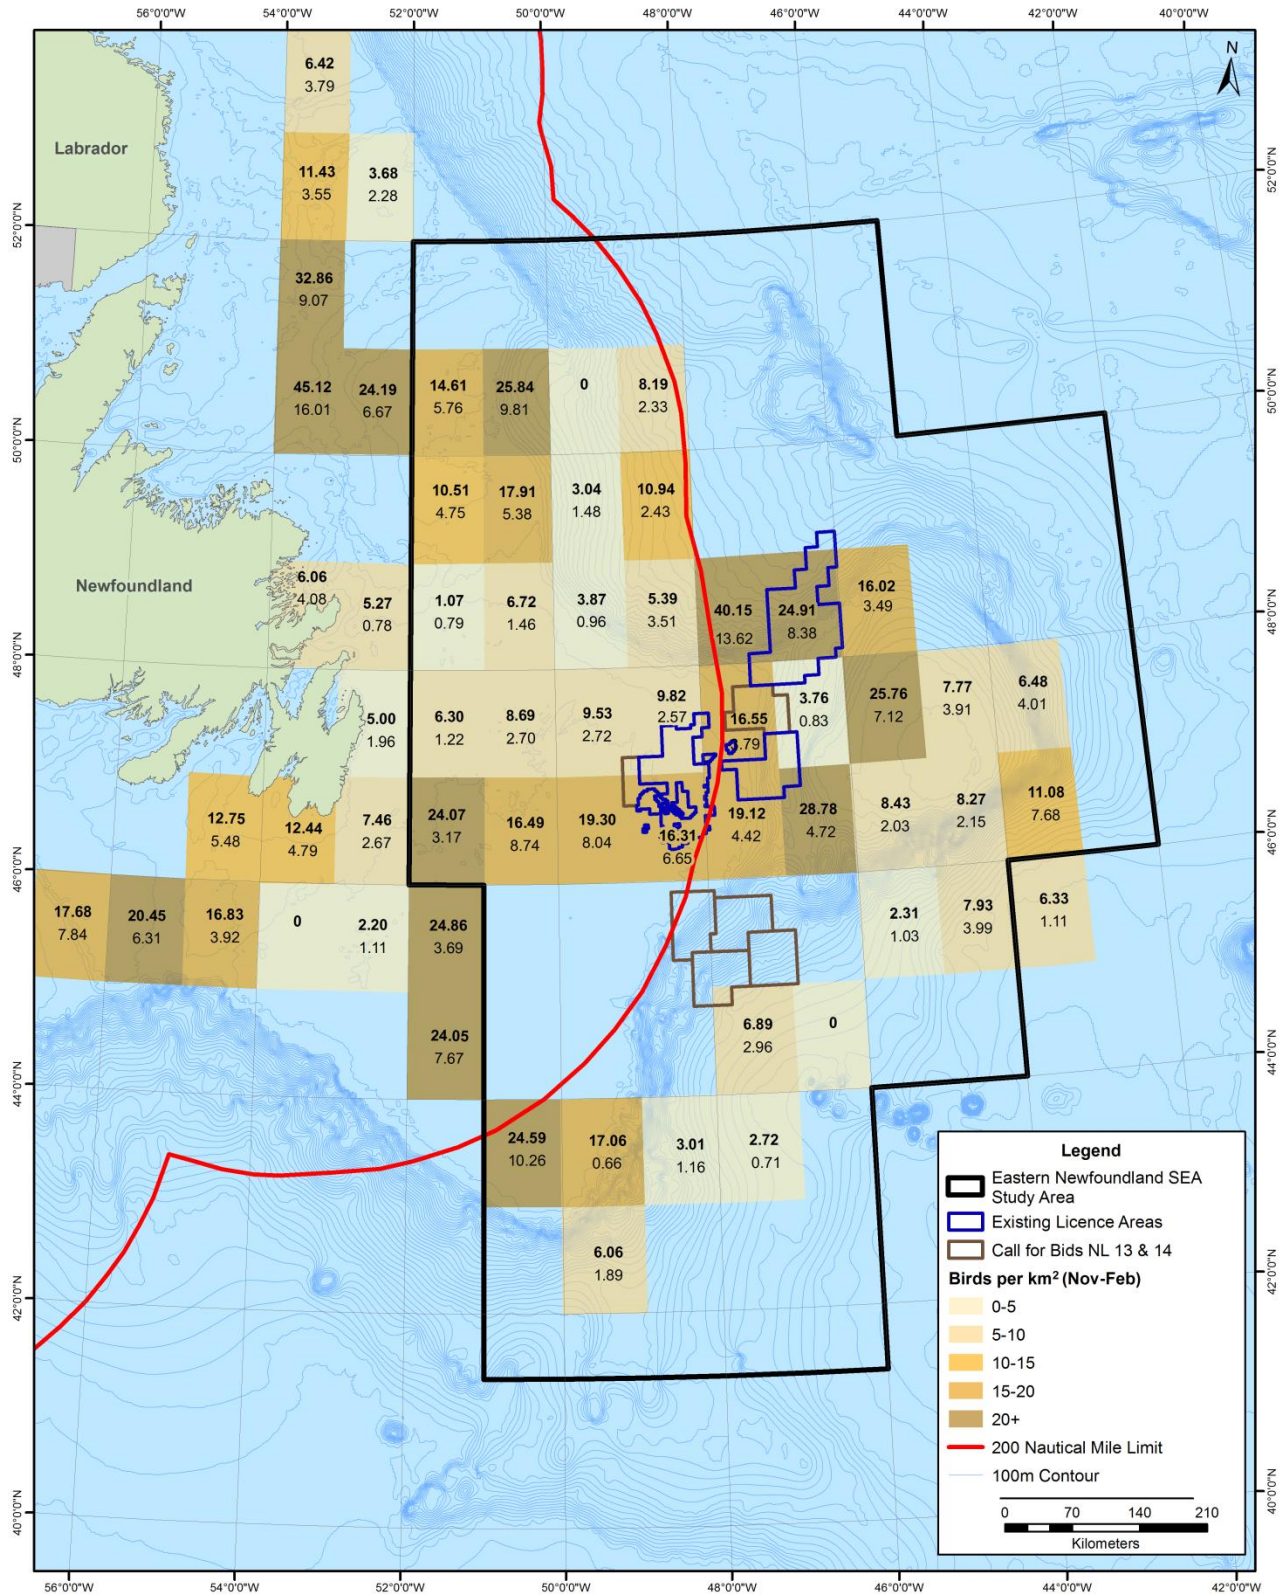 56°0'0"W 54°0'0"W 52°0'0"W 50°0'0"W 48°0'0"W 46°0'0"W 44°0'0"W 42°0'0"W 40°0'0"W
N
Labrador
Newfoundland
6.42
3.79
11.43 3.68
3.55 2.28
52°0'0"N
52°0'0"N
32.86
9.07
45.12 24.19 14.61 25.84 0 8.19
16.01 6.67 5.76 9.81 2.33
50°0'0"N
50°0'0"N
10.51 17.91 3.04 10.94
4.75 5.38 1.48 2.43
6.06 5.27 1.07 6.72 3.87 5.39 40.15 24.91 16.02
4.08 0.78 0.79 1.46 0.96 3.51 13.62 8.38 3.49
48°0'0"N
48°0'0"N
5.00 6.30 8.69 9.53 9.82 16.55 3.76 25.76 7.77 6.48
1.96 1.22 2.70 2.72 2.57 .79 0.83 7.12 3.91 4.01
12.75 12.44 7.46 24.07 16.49 19.30 16.31 19.12 28.78 8.43 8.27 11.08
5.48 4.79 2.67 3.17 8.74 8.04 6.65 4.42 4.72 2.03 2.15 7.68
46°0'0"N
46°0'0"N
17.68 20.45 16.83 0 2.20 24.86 2.31 7.93 6.33
7.84 6.31 3.92 1.11 3.69 1.03 3.99 1.11
24.05 6.89 0
7.67 2.96
44°0'0"N
44°0'0"N
24.59 17.06 3.01 2.72
10.26 0.66 1.16 0.71
6.06
1.89
42°0'0"N
42°0'0"N
40°0'0"N
40°0'0"N
Legend
Eastern Newfoundland SEA
Study Area
Existing Licence Areas
Call for Bids NL 13 & 14
Birds per km² (Nov-Feb)
0-5
5-10
10-15
15-20
20+
200 Nautical Mile Limit
100m Contour
0 70 140 210
Kilometers
56°0'0"W 54°0'0"W 52°0'0"W 50°0'0"W 48°0'0"W 46°0'0"W 44°0'0"W 42°0'0"W